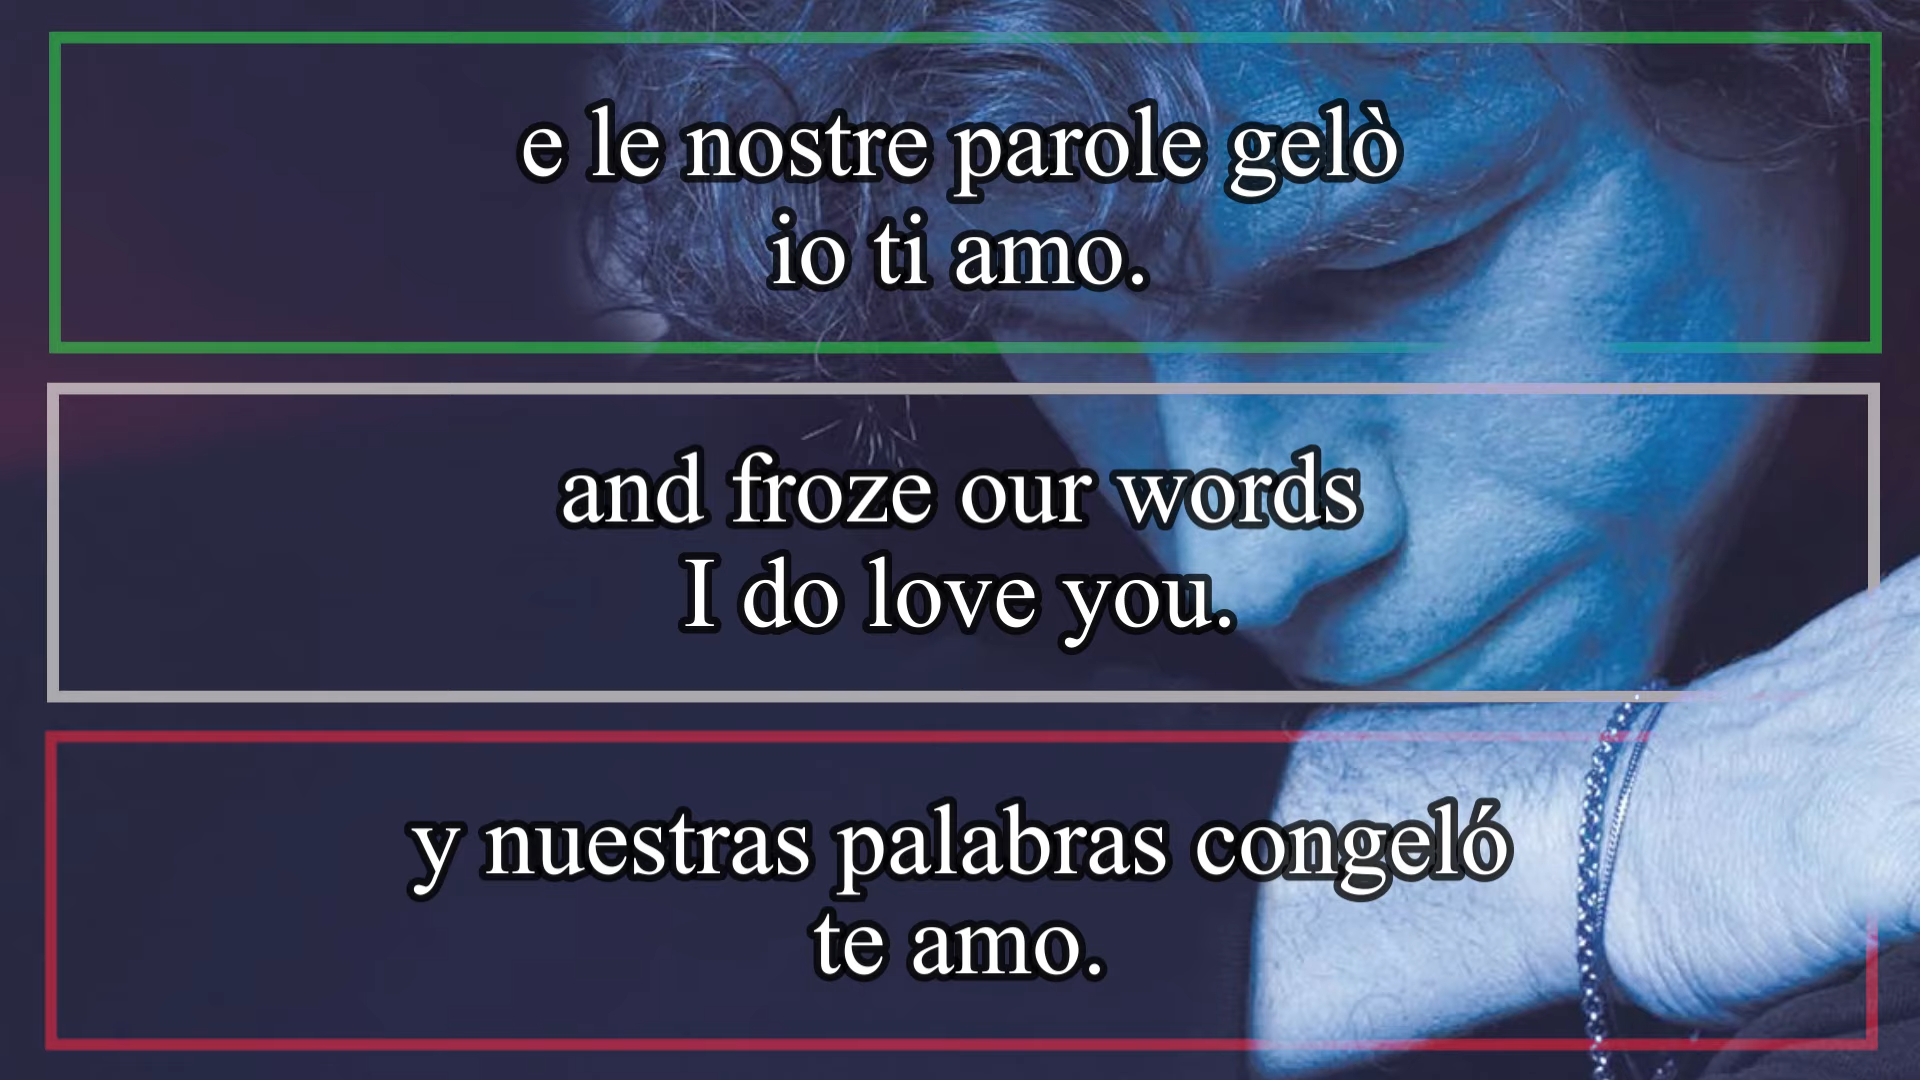 e le nostre parole gelò
io ti amo.
and froze our words
I do love you.
y nuestras palabras congeló
te amo.